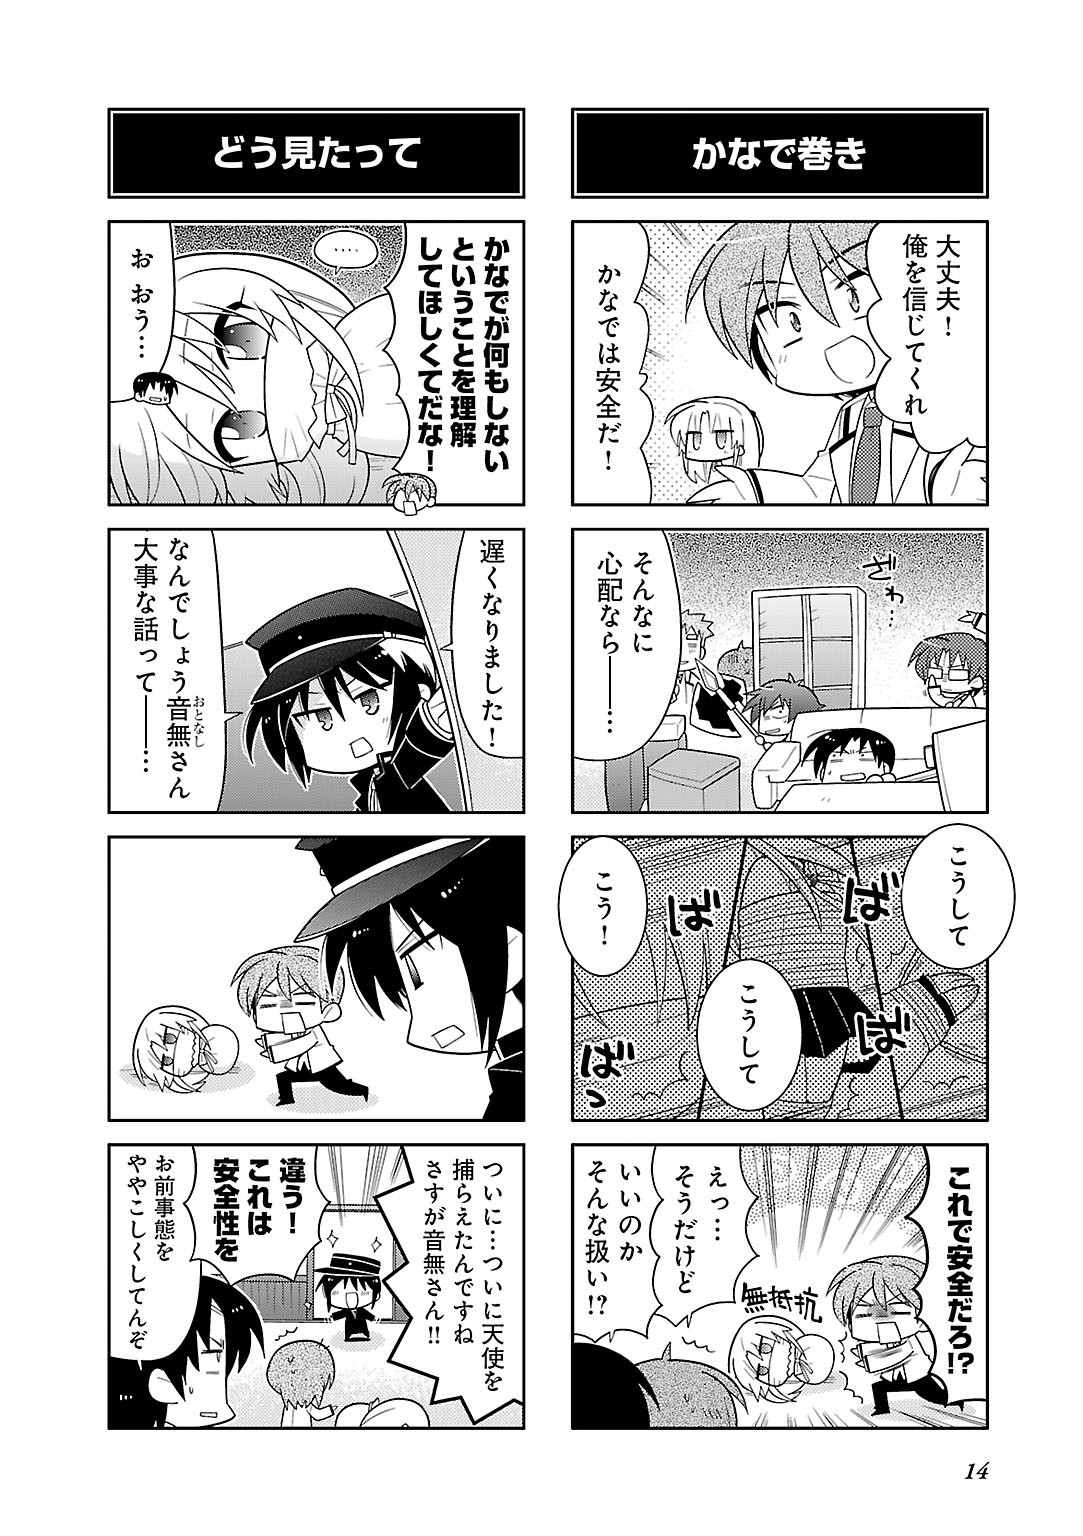 かなで巻き
大丈夫！
俺を信じてくれ
かなでは安全だ！
ざわ…
そんなに
心配なら――…
こうして
ばっ
こうして
ばっ
こう！
ばばっ
これで安全だろ!?
無抵抗
えっ…
そうだけど
いいのか
そんな扱い!?
どう見たって
かなでが何もしない
ということを理解
してほしくてだな！
……
お おう…
遅くなりました！
なんでしょう音無さん
おとなし
大事な話って――…
ついに…ついに天使を
捕らえたんですね
さすが音無さん!!
違う！
これは
安全性を
お前事態を
ややこしくしてんぞ
14